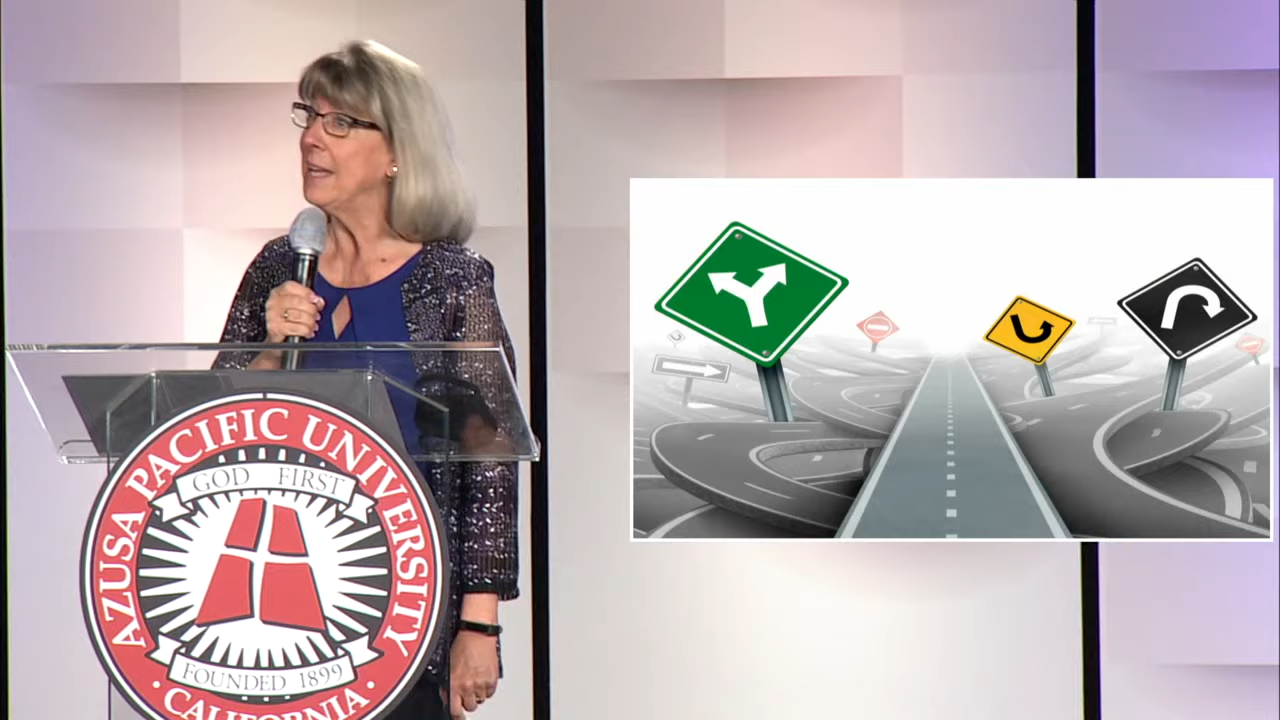 AZUSA PACIFIC UNIVERSITY
GOD FIRST
FOUNDED 1899
· CALIFORNIA ·